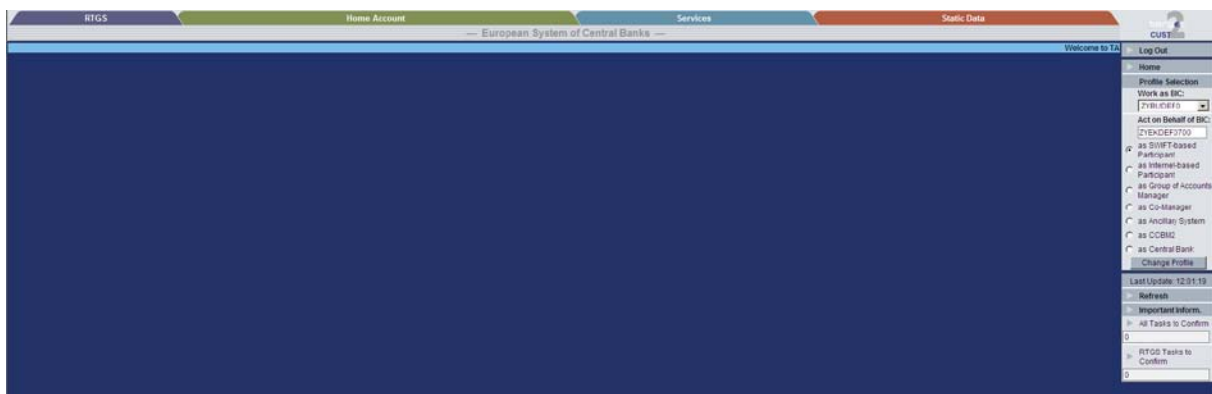 RTGS
Home Account
Services
Static Data
— European System of Central Banks —
2
CUST
Welcome to TA
Log Out
Home
Profile Selection
Work as BIC:
Act on Behalf of BIC:
ZYEKDEF3700
as SWIFT-based
Participant
as Internet-based
Participant
as Group of Accounts
Manager
as Co-Manager
as Ancillary System
as CCBM2
as Central Bank
Change Profile
Last Update: 12:01:19
Refresh
Important Inform.
All Tasks to Confirm
0
RTGS Tasks to
Confirm
0